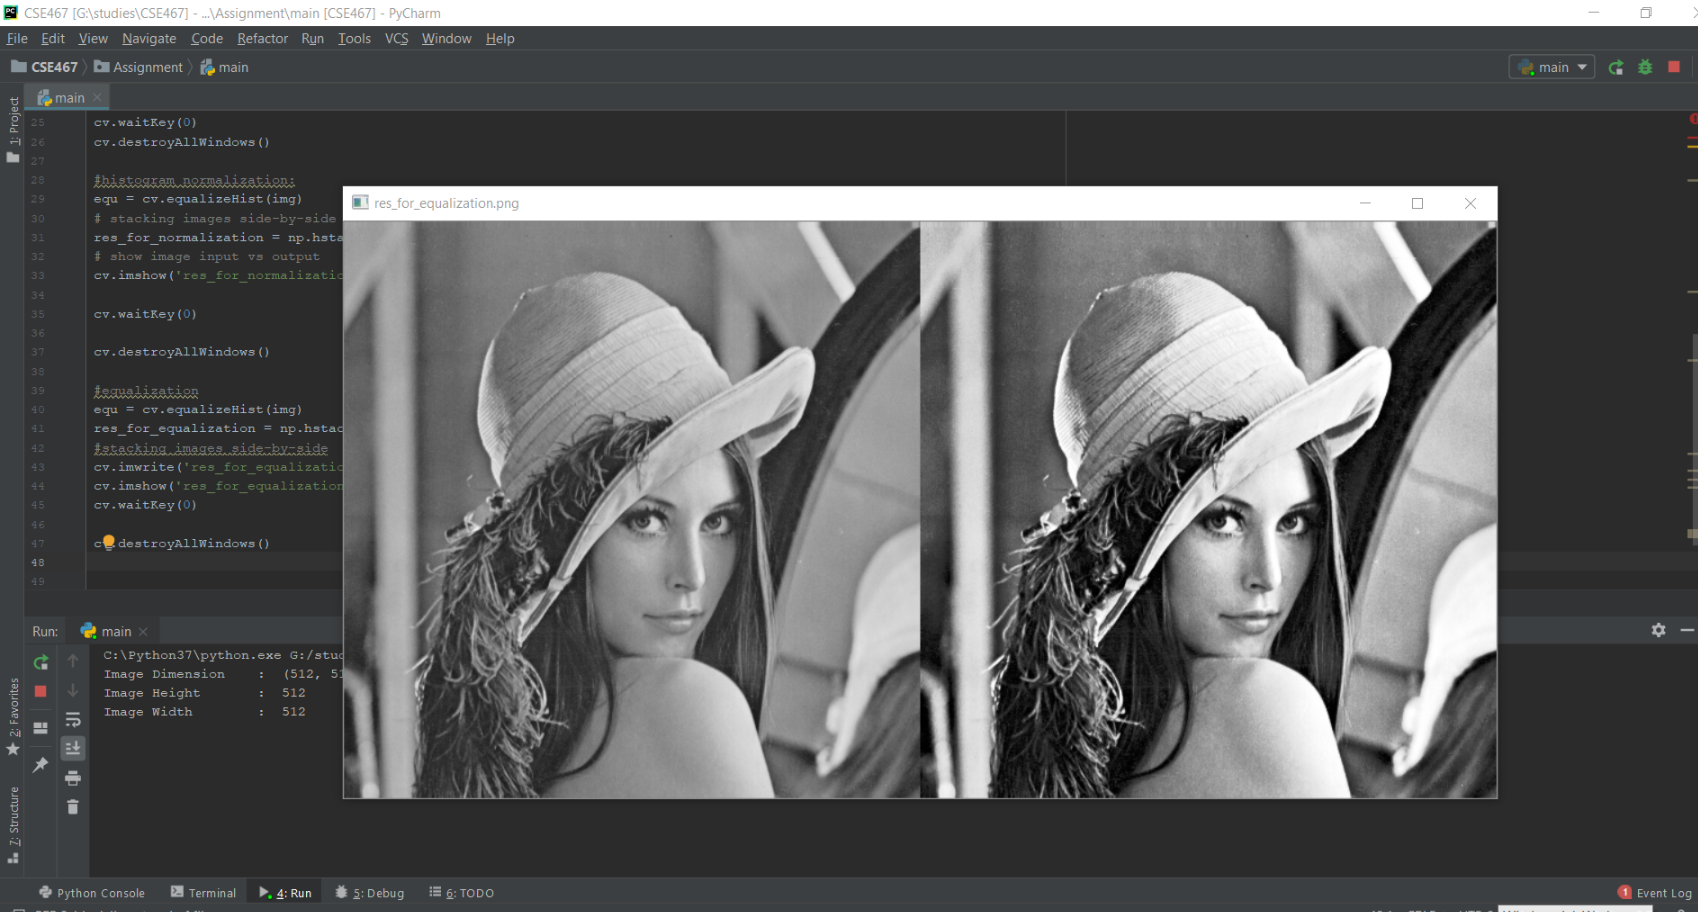 CSE467 [G:\studies\CSE467] - ...\Assignment\main [CSE467] - PyCharm
File Edit View Navigate Code Refactor Run Tools VCS Window Help
CSE467 Assignment main main
1: Project
main
25 cv.waitKey(0)
26 cv.destroyAllWindows()
27
28 #histogram normalization:
29 equ = cv.equalizeHist(img)
30 # stacking images side-by-side
31 res_for_normalization = np.hsta
32 # show image input vs output
33 cv.imshow('res_for_normalizatio
34
35 cv.waitKey(0)
36
37 cv.destroyAllWindows()
38
39 #equalization
40 equ = cv.equalizeHist(img)
41 res_for_equalization = np.hstac
42 #stacking images side-by-side
43 cv.imwrite('res_for_equalizatio
44 cv.imshow('res_for_equalization
45 cv.waitKey(0)
46
47 destroyAllWindows()
48
49
res_for_equalization.png
Run: main
C:\Python37\python.exe G:/stud
Image Dimension : (512, 51
Image Height : 512
Image Width : 512
2: Favorites
7: Structure
Python Console Terminal 4: Run 5: Debug 6: TODO
1 Event Log